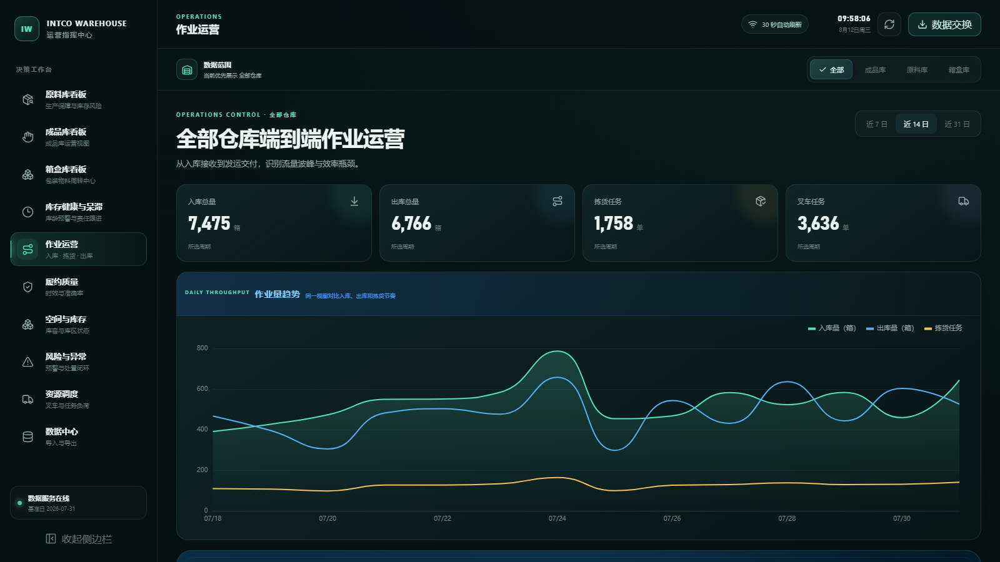 IW
INTCO WAREHOUSE
运营指挥中心
决策工作台
原料库看板
生产保障与库存风险
成品库看板
成品库运营视图
箱盒库看板
包装物料周转中心
库存健康与呆滞
库龄预警与责任跟进
作业运营
入库 · 拣货 · 出库
履约质量
时效与准确率
空间与库存
库容与库区状态
风险与异常
预警与处置闭环
资源调度
叉车与任务负荷
数据中心
导入与导出
数据服务在线
基准日 2026-07-31
收起侧边栏
OPERATIONS
作业运营
30 秒自动刷新
09:58:06
8月12日周三
数据交换
数据范围
当前优先展示 全部仓库
全部
成品库
原料库
箱盒库
OPERATIONS CONTROL · 全部仓库
全部仓库端到端作业运营
从入库接收到发运交付，识别流量波峰与效率瓶颈。
近 7 日
近 14 日
近 31 日
入库总量
7,475 箱
所选周期
出库总量
6,766 箱
所选周期
拣货任务
1,758 单
所选周期
叉车任务
3,636 单
所选周期
DAILY THROUGHPUT 作业量趋势 同一视图对比入库、出库和拣货节奏
入库量（箱） 出库量（箱） 拣货任务
800
600
400
200
0
07/18 07/20 07/22 07/24 07/26 07/28 07/30